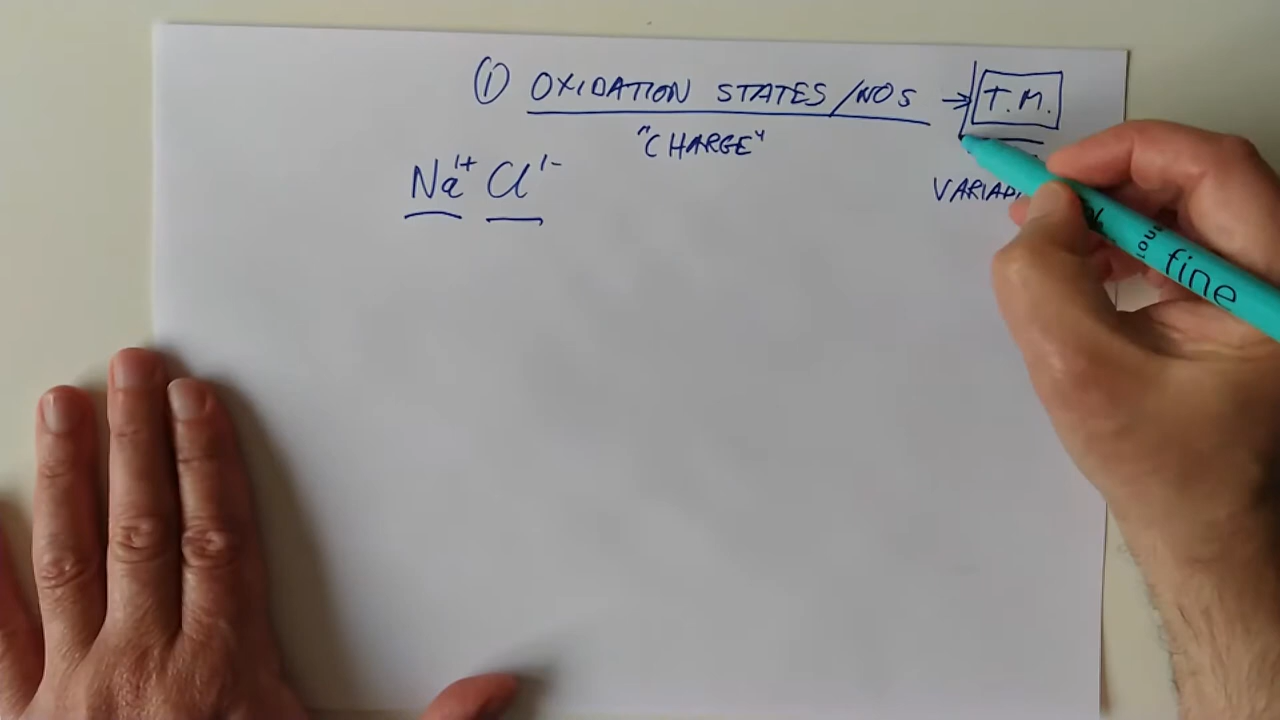 ① OXIDATION STATES/NOS → T.M.
"CHARGE"
Na¹⁺ Cl¹⁻
fine